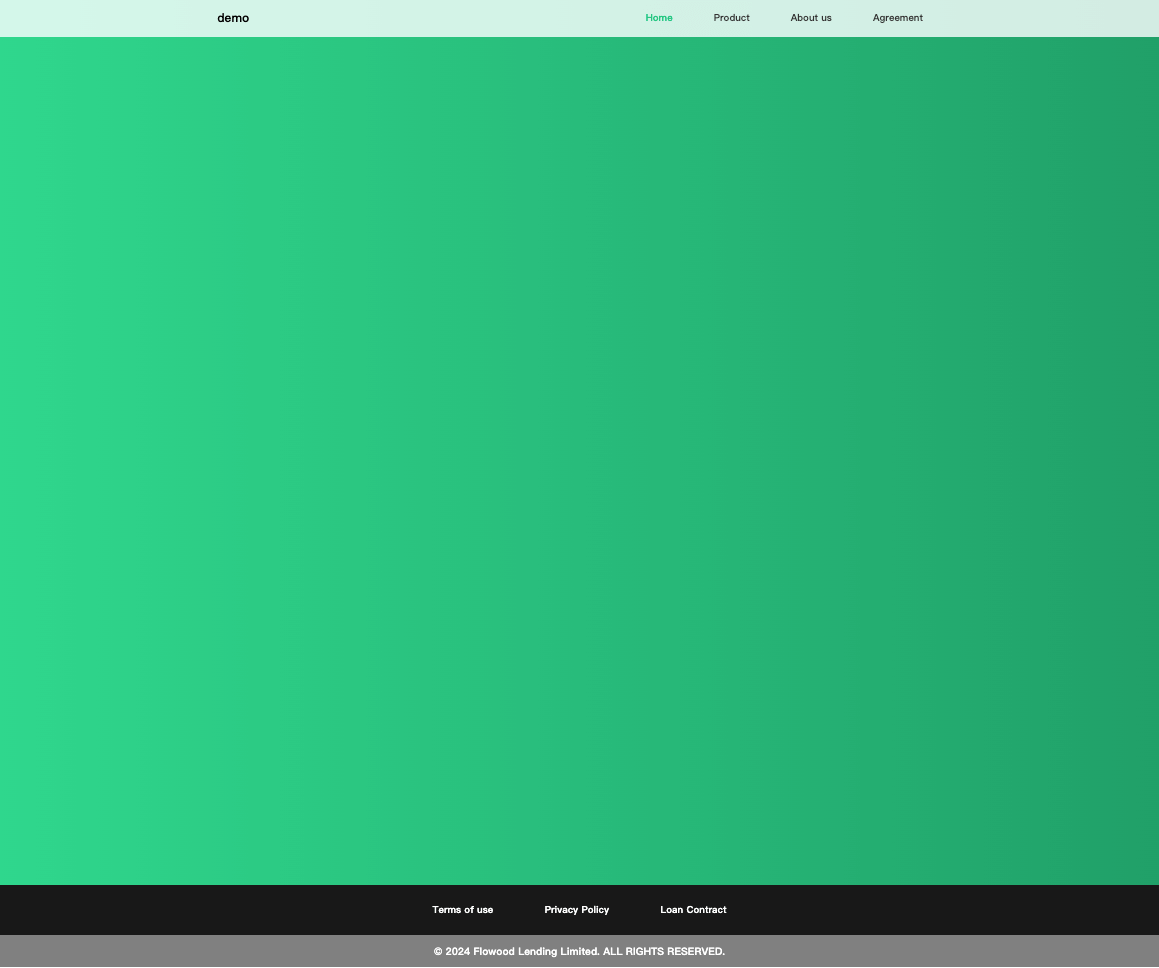 demo
Home Product About us Agreement
Terms of use Privacy Policy Loan Contract
© 2024 Flowood Lending Limited. ALL RIGHTS RESERVED.